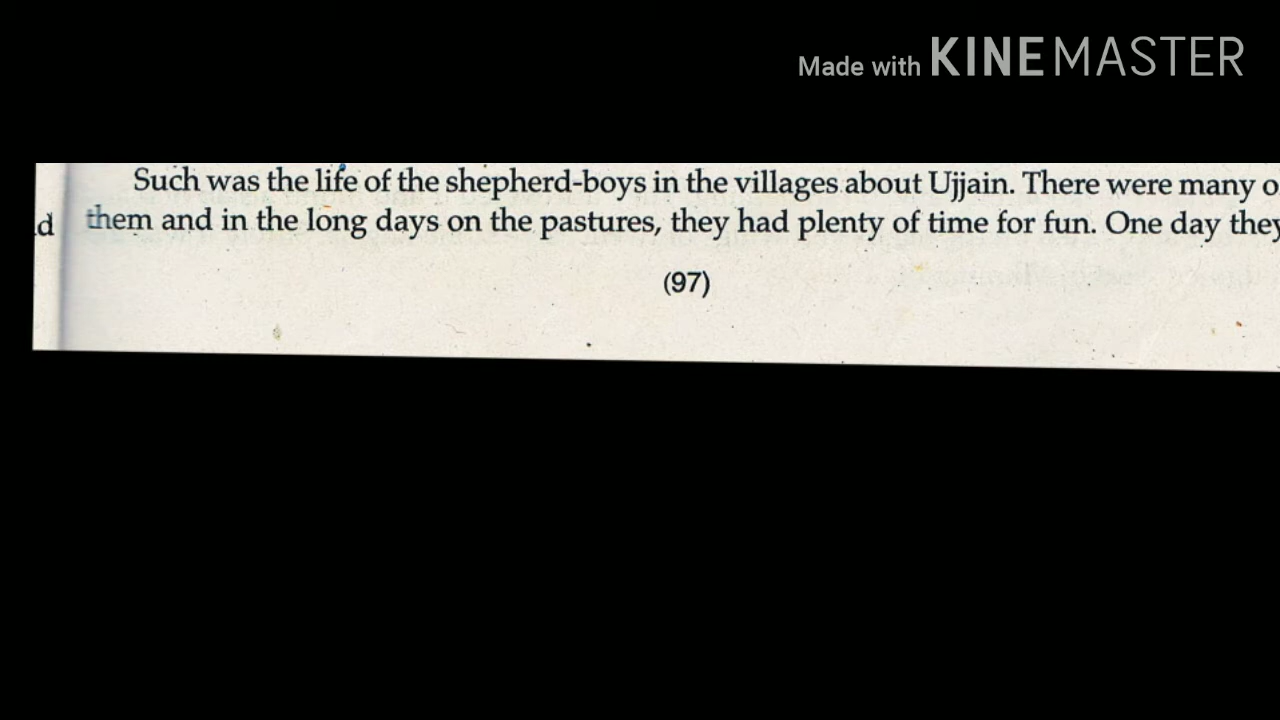 Made with KINEMASTER
Such was the life of the shepherd-boys in the villages about Ujjain. There were many o
d them and in the long days on the pastures, they had plenty of time for fun. One day they
(97)